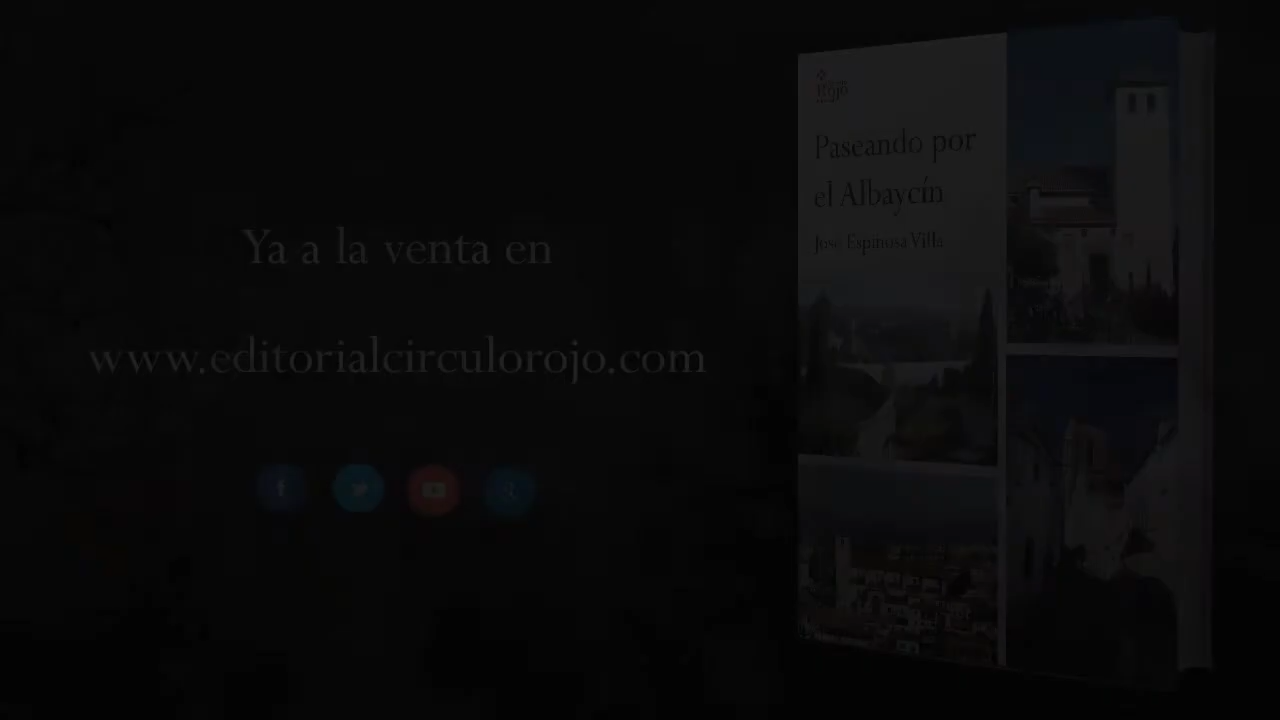 Ya a la venta en
www.editorialcirculorojo.com
Paseando por
el Albaycín
José Espinosa Villa